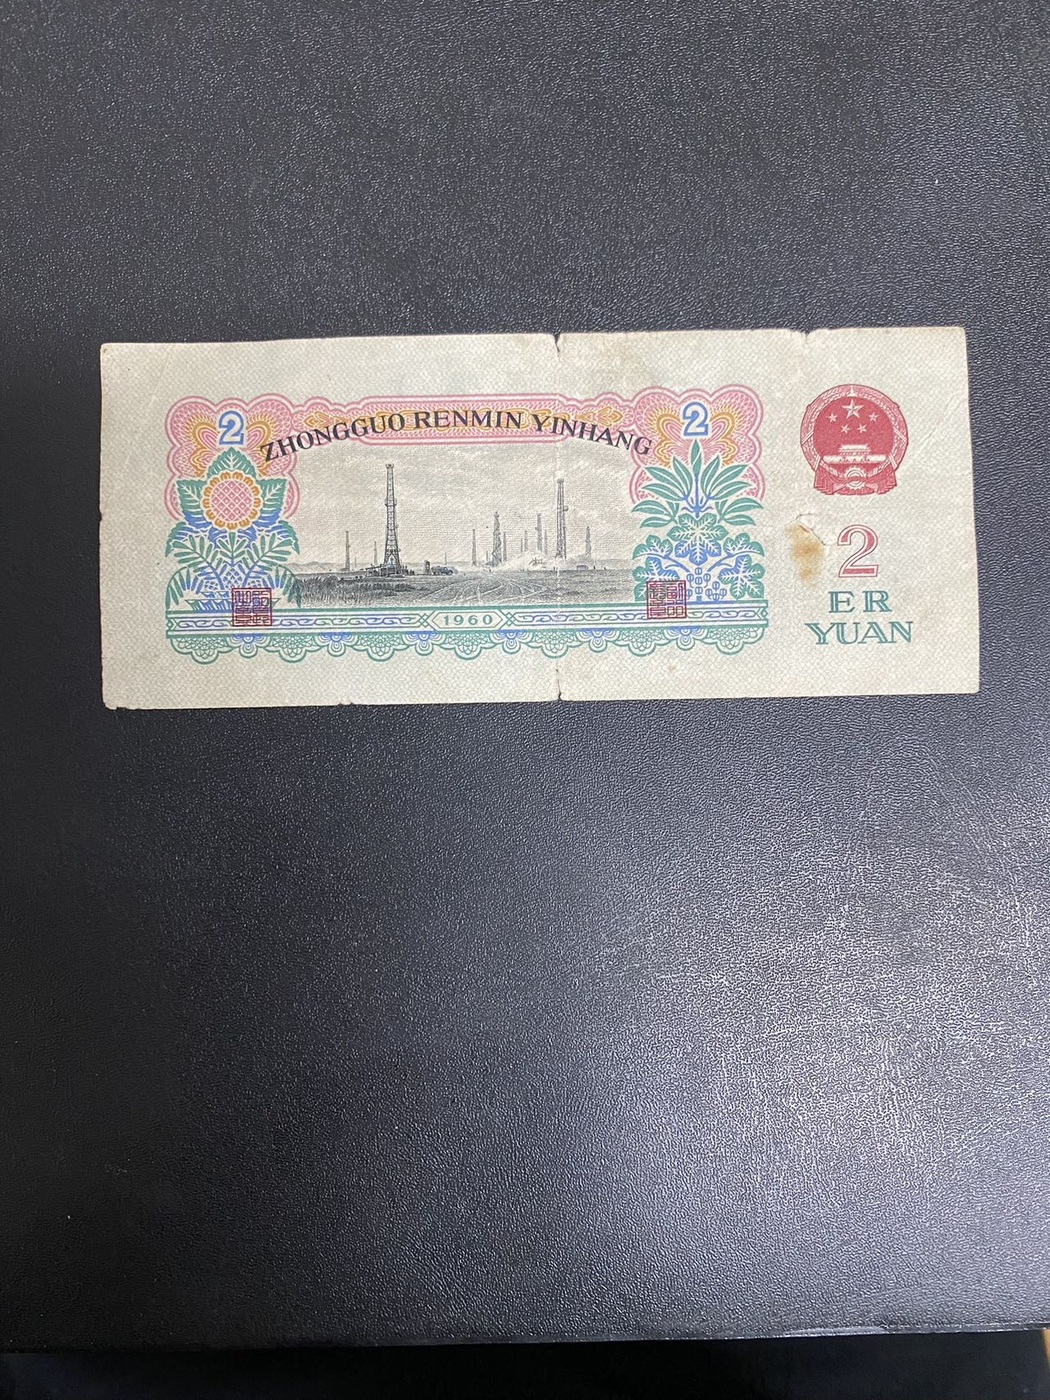 2
2
ZHONGGUO RENMIN YINHANG
2
ER
YUAN
1960